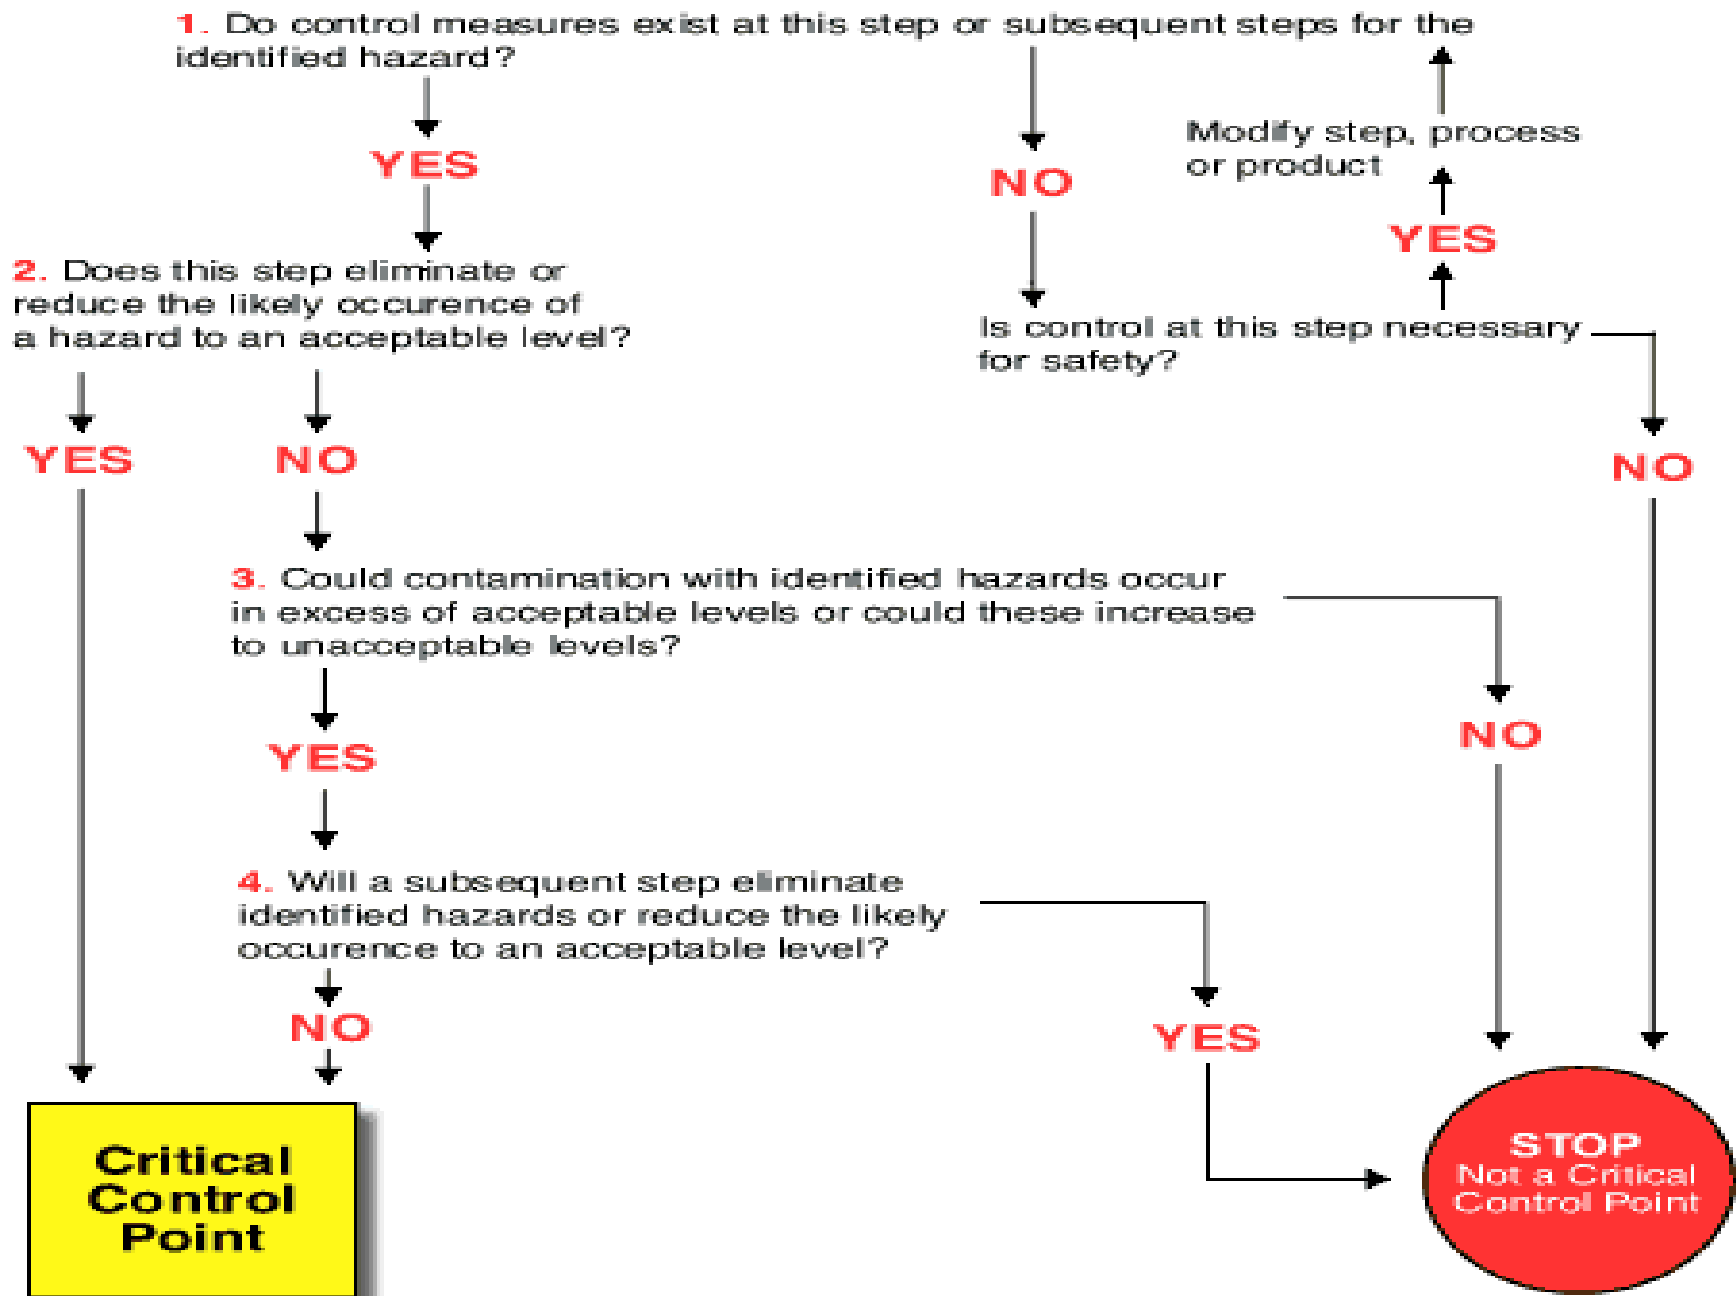 1. Do control measures exist at this step or subsequent steps for the
identified hazard?
YES
NO
Modify step, process
or product
YES
2. Does this step eliminate or
reduce the likely occurence of
a hazard to an acceptable level?
Is control at this step necessary
for safety?
YES
NO
NO
3. Could contamination with identified hazards occur
in excess of acceptable levels or could these increase
to unacceptable levels?
YES
NO
4. Will a subsequent step eliminate
identified hazards or reduce the likely
occurence to an acceptable level?
NO
YES
Critical
Control
Point
STOP
Not a Critical
Control Point